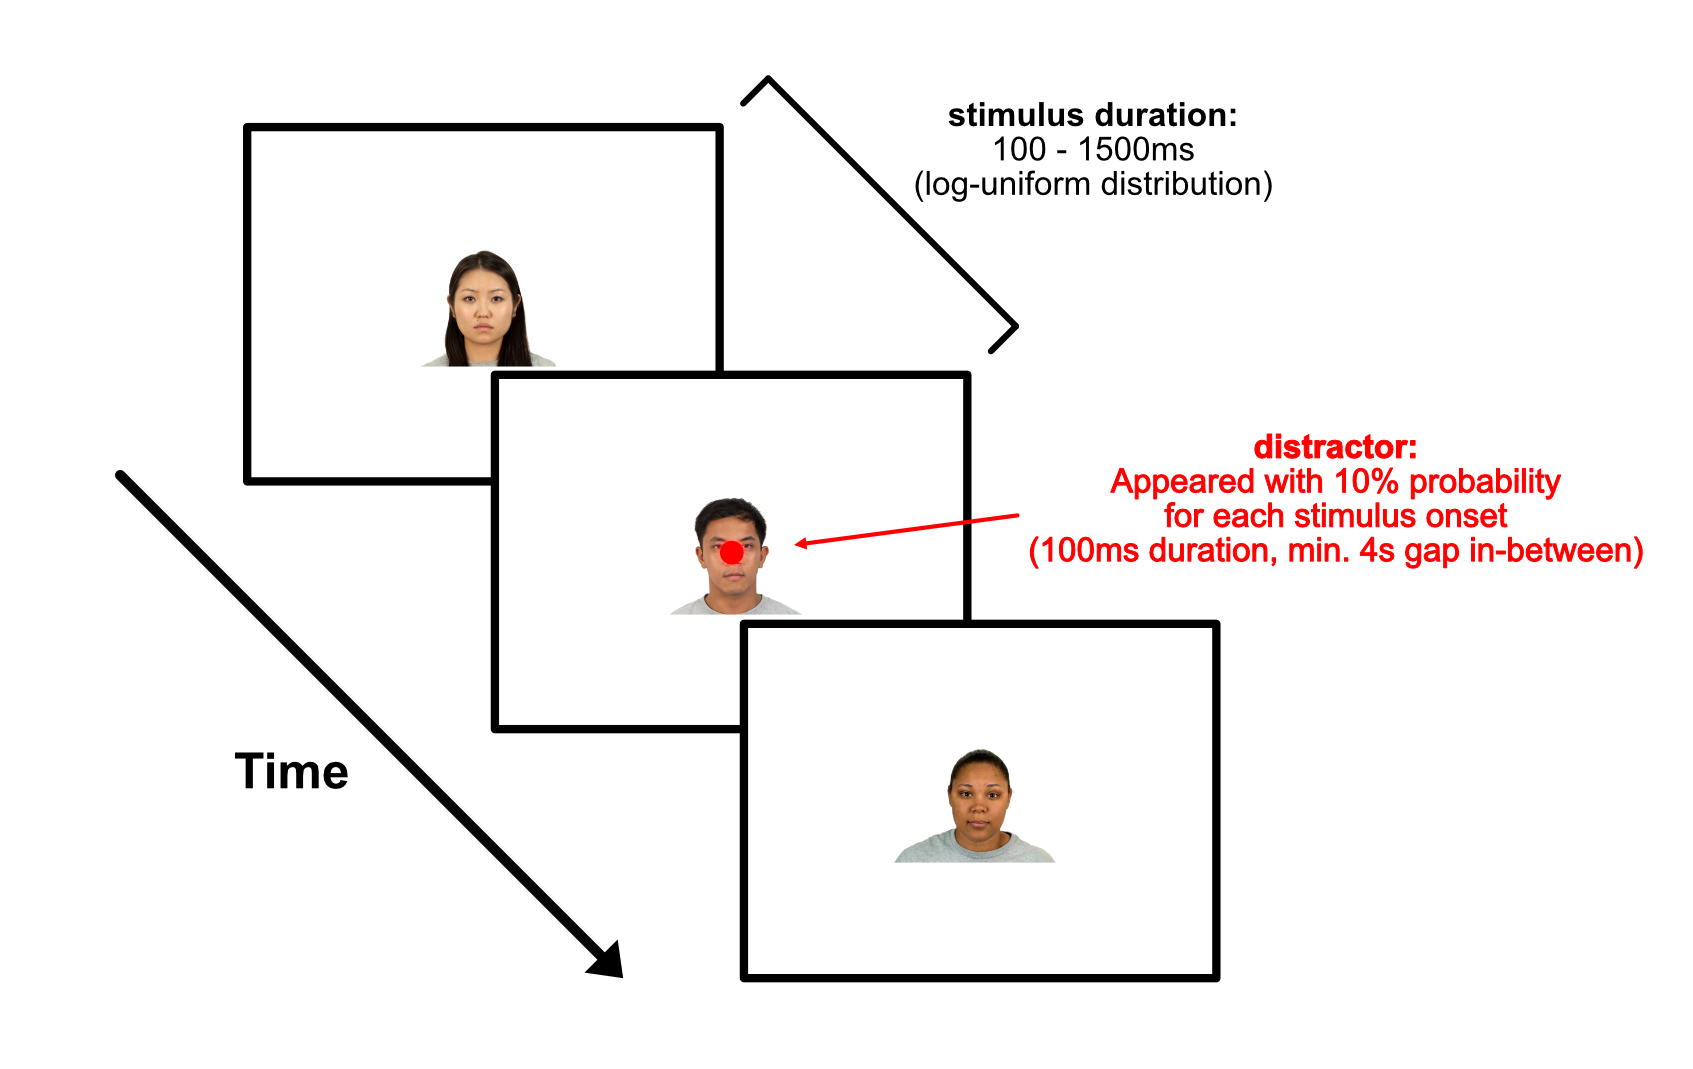 stimulus duration:
100 - 1500ms
(log-uniform distribution)
distractor:
Appeared with 10% probability
for each stimulus onset
(100ms duration, min. 4s gap in-between)
Time